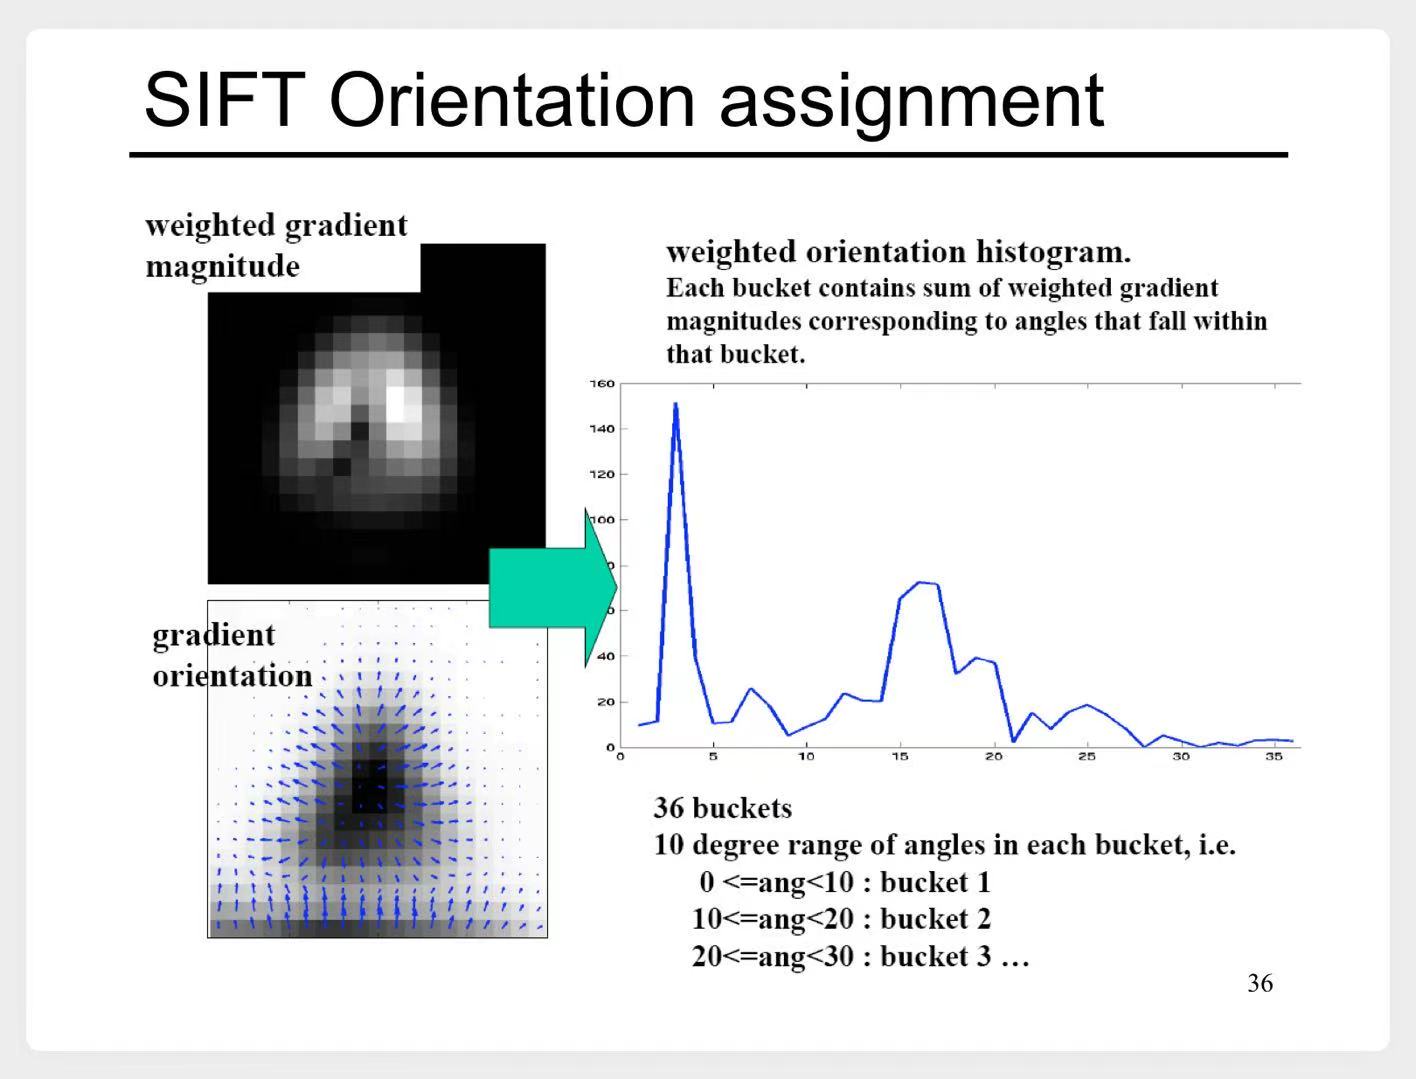 SIFT Orientation assignment
weighted gradient
magnitude
gradient
orientation
weighted orientation histogram.
Each bucket contains sum of weighted gradient
magnitudes corresponding to angles that fall within
that bucket.
160
140
120
100
40
20
0
0 5 10 15 20 25 30 35
36 buckets
10 degree range of angles in each bucket, i.e.
0 <=ang<10 : bucket 1
10<=ang<20 : bucket 2
20<=ang<30 : bucket 3 …
36